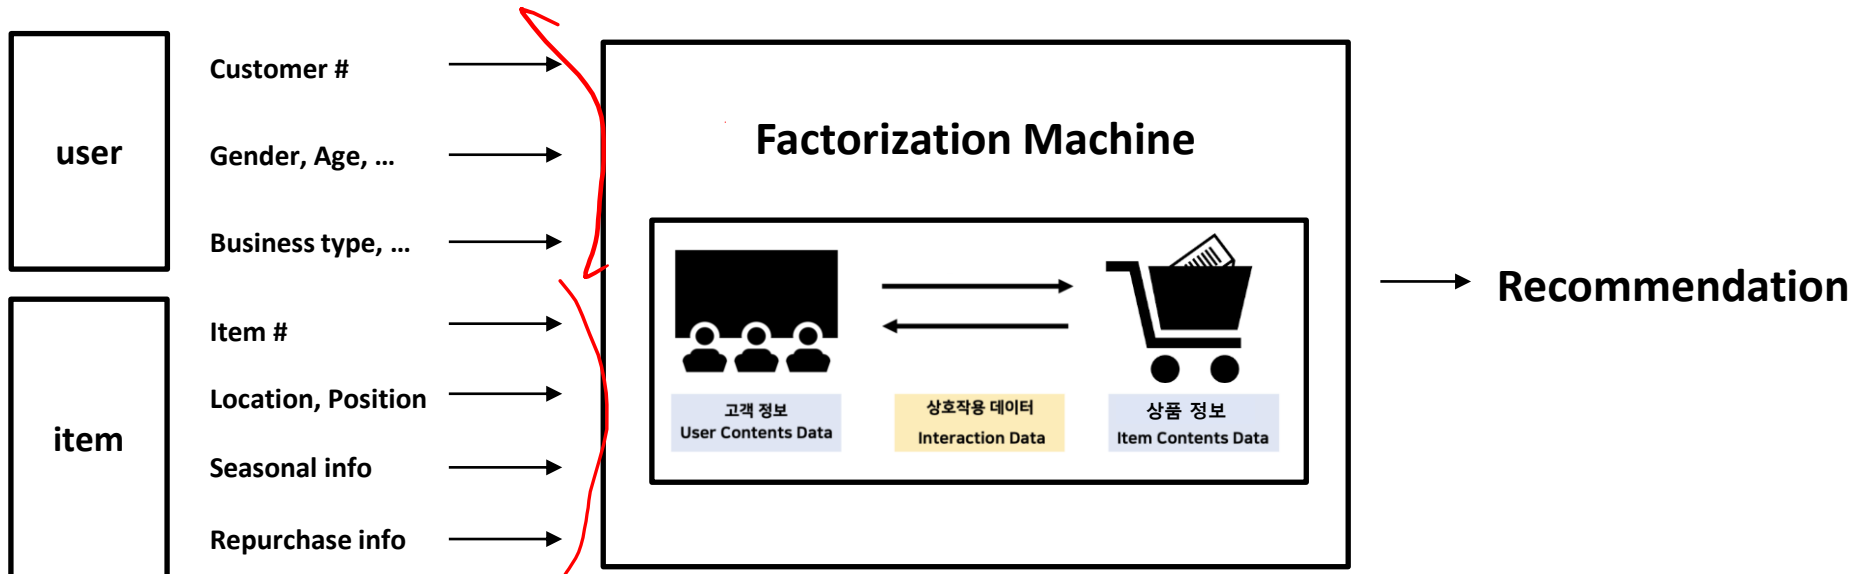 user
Customer #
Gender, Age, ...
Business type, ...
item
Item #
Location, Position
Seasonal info
Repurchase info
Factorization Machine
고객 정보
User Contents Data
상호작용 데이터
Interaction Data
상품 정보
Item Contents Data
Recommendation